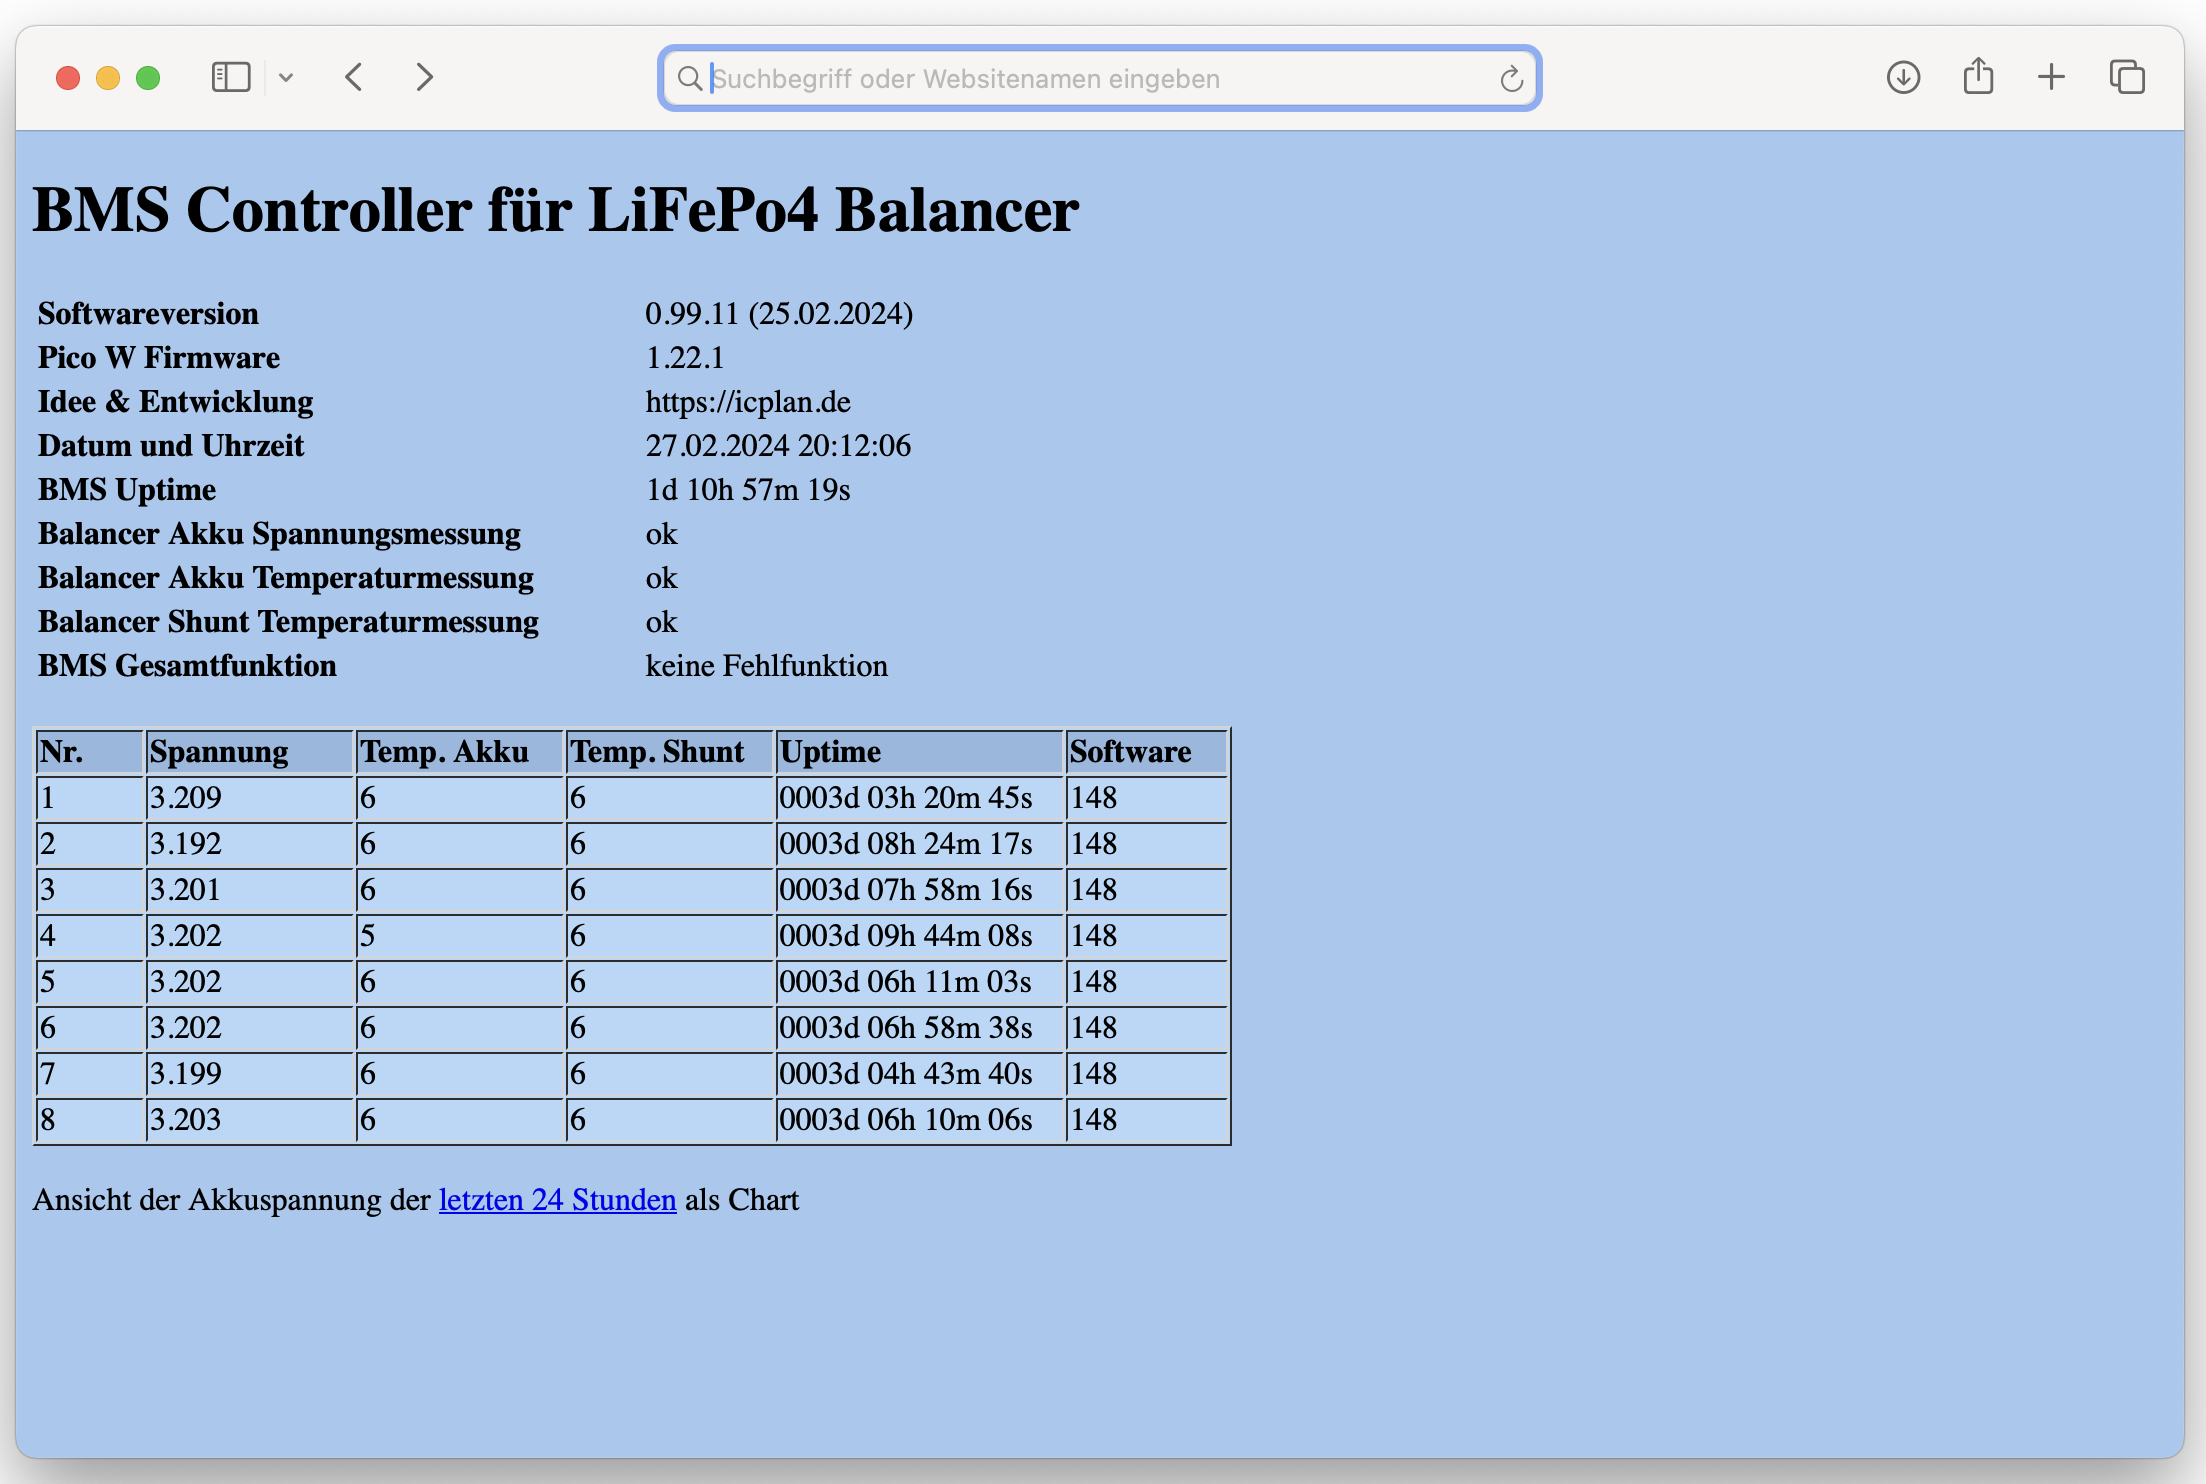 Suchbegriff oder Websitenamen eingeben
BMS Controller für LiFePo4 Balancer
Softwareversion 0.99.11 (25.02.2024)
Pico W Firmware 1.22.1
Idee & Entwicklung https://icplan.de
Datum und Uhrzeit 27.02.2024 20:12:06
BMS Uptime 1d 10h 57m 19s
Balancer Akku Spannungsmessung ok
Balancer Akku Temperaturmessung ok
Balancer Shunt Temperaturmessung ok
BMS Gesamtfunktion keine Fehlfunktion
Nr. Spannung Temp. Akku Temp. Shunt Uptime Software
1 3.209 6 6 0003d 03h 20m 45s 148
2 3.192 6 6 0003d 08h 24m 17s 148
3 3.201 6 6 0003d 07h 58m 16s 148
4 3.202 5 6 0003d 09h 44m 08s 148
5 3.202 6 6 0003d 06h 11m 03s 148
6 3.202 6 6 0003d 06h 58m 38s 148
7 3.199 6 6 0003d 04h 43m 40s 148
8 3.203 6 6 0003d 06h 10m 06s 148
Ansicht der Akkuspannung der letzten 24 Stunden als Chart